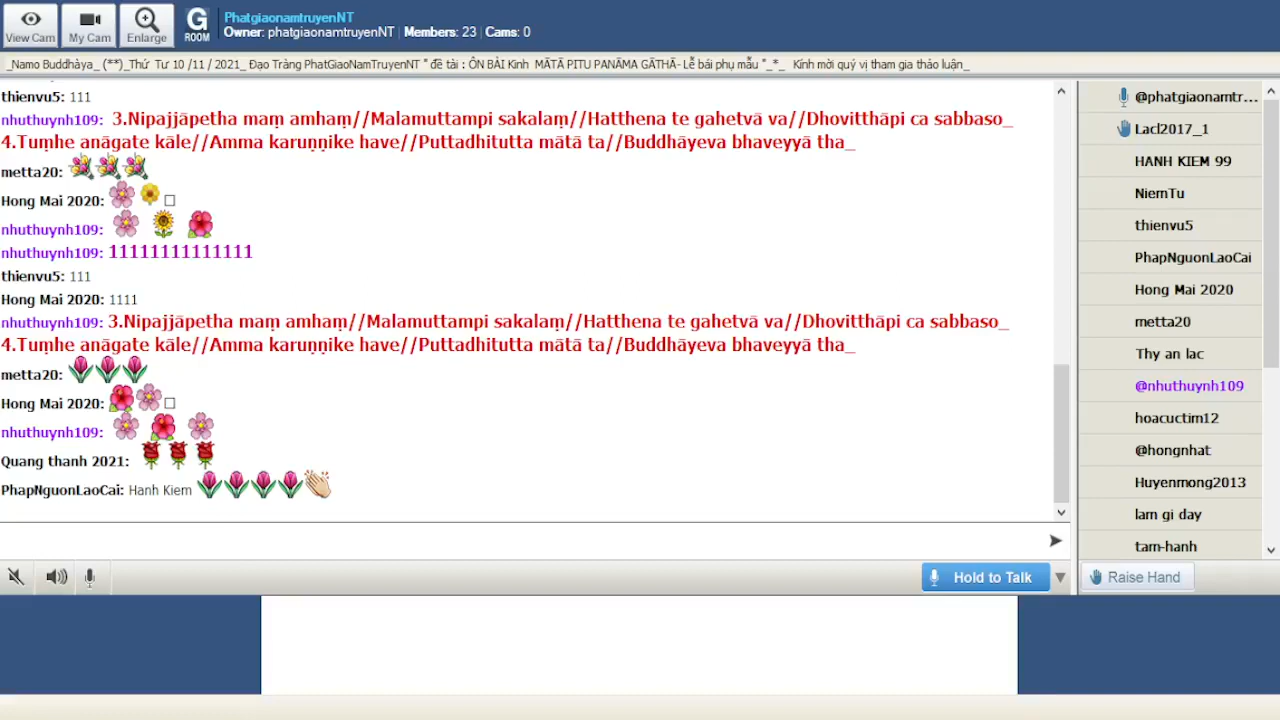 View Cam
My Cam
Enlarge
G
ROOM
PhatgiaonamtruyenNT
Owner: phatgiaonamtruyenNT | Members: 23 | Cams: 0
_Namo Buddhàya_ (**)_Thứ Tư 10 /11 / 2021_ Đạo Tràng PhatGiaoNamTruyenNT " đề tài : ÔN BÀI Kinh MĀTĀ PITU PANĀMA GĀTHĀ- Lễ bái phụ mẫu "_*_ Kính mời quý vị tham gia thảo luận_
thienvu5: 111
nhuthuynh109: 3.Nipajjāpetha maṃ amhaṃ//Malamuttampi sakalaṃ//Hatthena te gahetvā va//Dhovitthāpi ca sabbaso_
4.Tuṃhe anāgate kāle//Amma karuṇṇike have//Puttadhitutta mātā ta//Buddhāyeva bhaveyyā tha_
metta20:
Hong Mai 2020:
nhuthuynh109:
nhuthuynh109: 11111111111111
thienvu5: 111
Hong Mai 2020: 1111
nhuthuynh109: 3.Nipajjāpetha maṃ amhaṃ//Malamuttampi sakalaṃ//Hatthena te gahetvā va//Dhovitthāpi ca sabbaso_
4.Tuṃhe anāgate kāle//Amma karuṇṇike have//Puttadhitutta mātā ta//Buddhāyeva bhaveyyā tha_
metta20:
Hong Mai 2020:
nhuthuynh109:
Quang thanh 2021:
PhapNguonLaoCai: Hanh Kiem
@phatgiaonamtr...
Lacl2017_1
HANH KIEM 99
NiemTu
thienvu5
PhapNguonLaoCai
Hong Mai 2020
metta20
Thy an lac
@nhuthuynh109
hoacuctim12
@hongnhat
Huyenmong2013
lam gi day
tam-hanh
Hold to Talk
Raise Hand